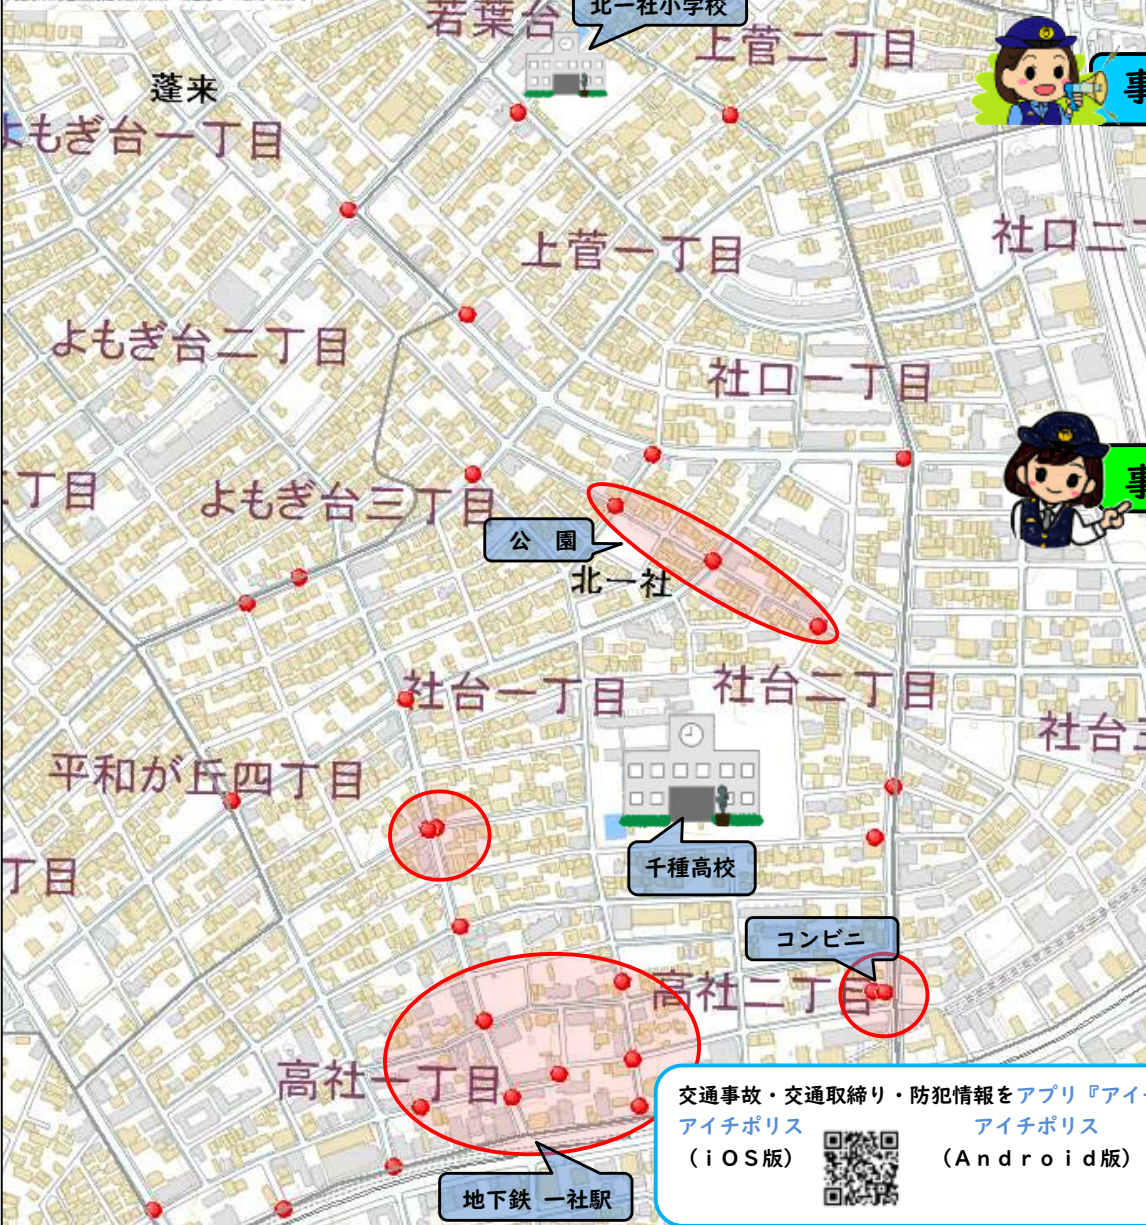 北一社小学校
若葉台
上菅二丁目
蓬来
よもぎ台一丁目
事
上菅一丁目
社口二
よもぎ台二丁目
社口一丁目
丁目
よもぎ台三丁目
事
公 園
北一社
社台一丁目
社台二丁目
社台
平和が丘四丁目
丁目
千種高校
コンビニ
高社二丁目
高社一丁目
地下鉄 一社駅
交通事故・交通取締り・防犯情報をアプリ『アイ
アイチポリス
アイチポリス
(iOS版)
(Android版)